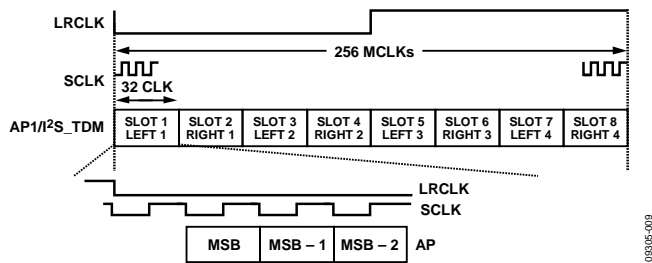 LRCLK
256 MCLKs
SCLK
32 CLK
AP1/I²S_TDM
SLOT 1 LEFT 1
SLOT 2 RIGHT 1
SLOT 3 LEFT 2
SLOT 4 RIGHT 2
SLOT 5 LEFT 3
SLOT 6 RIGHT 3
SLOT 7 LEFT 4
SLOT 8 RIGHT 4
LRCLK
SCLK
MSB MSB – 1 MSB – 2 AP
09305-009